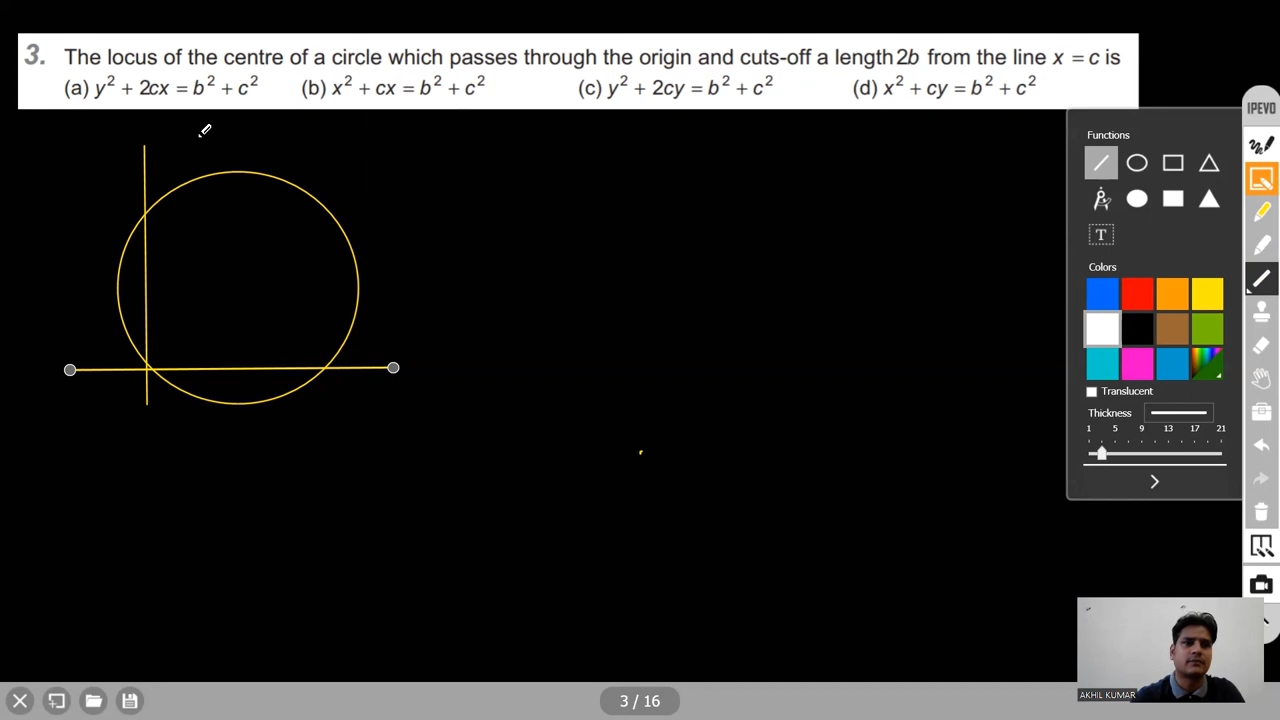 3. The locus of the centre of a circle which passes through the origin and cuts-off a length 2b from the line x = c is
(a) y² + 2cx = b² + c² (b) x² + cx = b² + c² (c) y² + 2cy = b² + c² (d) x² + cy = b² + c²
IPEVO
Functions
T
Colors
Translucent
Thickness
1 5 9 13 17 21
AKHIL KUMAR
3 / 16